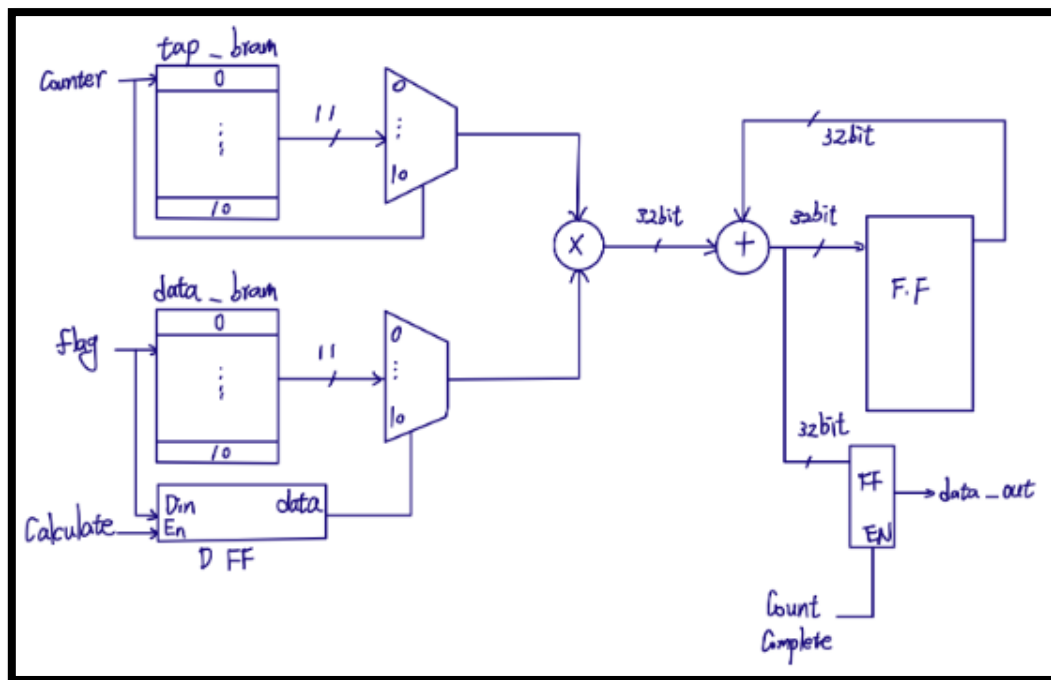 tap_bram
Counter
0
10
11
0
10
32bit
32bit
32bit
X
+
F.F
data_bram
flag
0
10
11
0
10
32bit
Din
data
En
Calculate
D FF
FF
EN
data_out
Count
Complete